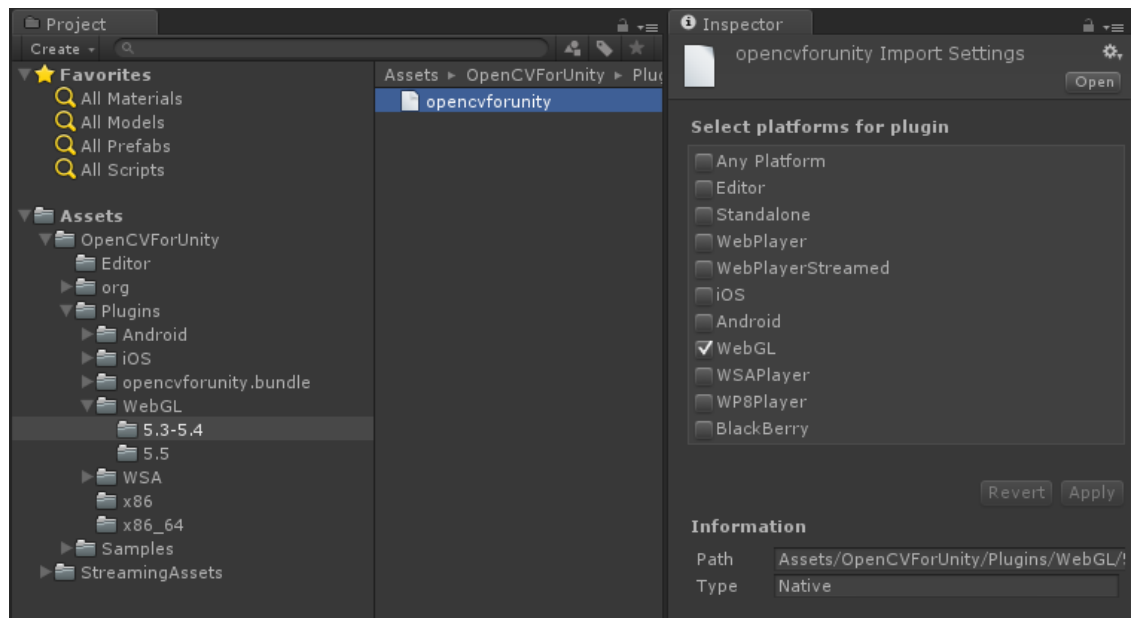 Project
Create
Favorites
All Materials
All Models
All Prefabs
All Scripts
Assets
OpenCVForUnity
Editor
org
Plugins
Android
iOS
opencvforunity.bundle
WebGL
5.3-5.4
5.5
WSA
x86
x86_64
Samples
StreamingAssets
Assets ▸ OpenCVForUnity ▸ Plug
opencvforunity
Inspector
opencvforunity Import Settings
Open
Select platforms for plugin
Any Platform
Editor
Standalone
WebPlayer
WebPlayerStreamed
iOS
Android
WebGL
WSAPlayer
WP8Player
BlackBerry
Revert Apply
Information
Path Assets/OpenCVForUnity/Plugins/WebGL/
Type Native